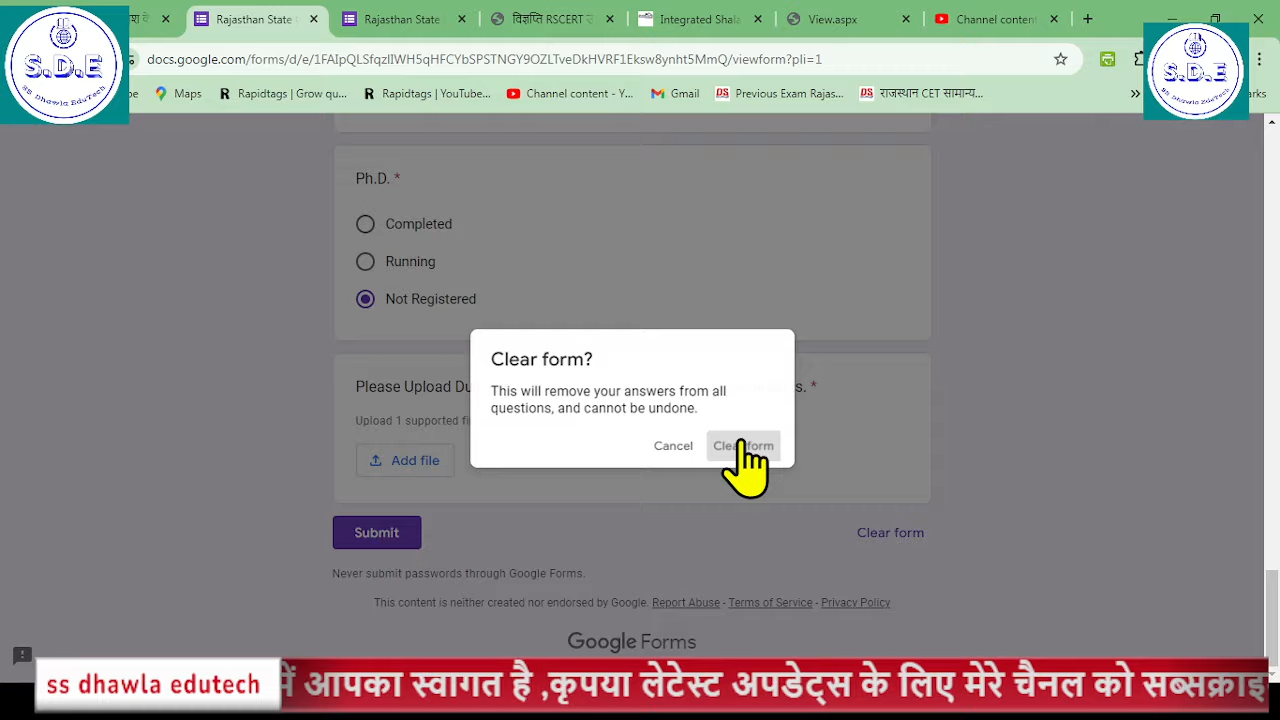 Rajasthan State
Rajasthan State
विज्ञप्ति RSCERT
Integrated Shala
View.aspx
Channel content
S.D.E
SS Dhawla EduTech
docs.google.com/forms/d/e/1FAIpQLSfqzlIWH5qHFCYbSPSTNGY9OZLTveDkHVRF1Eksw8ynht5MmQ/viewform?pli=1
S.D.E
SS Dhawla EduTech
Maps
Rapidtags | Grow qu...
Rapidtags | YouTube...
Channel content - Y...
Gmail
Previous Exam Rajas...
राजस्थान CET सामान्य...
Ph.D. *
Completed
Running
Not Registered
Clear form?
This will remove your answers from all
questions, and cannot be undone.
Cancel
Clear form
Please Upload
s. *
Upload 1 supported
Add file
Submit
Clear form
Never submit passwords through Google Forms.
This content is neither created nor endorsed by Google. Report Abuse - Terms of Service - Privacy Policy
Google Forms
ss dhawla edutech
में आपका स्वागत है ,कृपया लेटेस्ट अपडेट्स के लिए मेरे चैनल को सब्सक्राइ